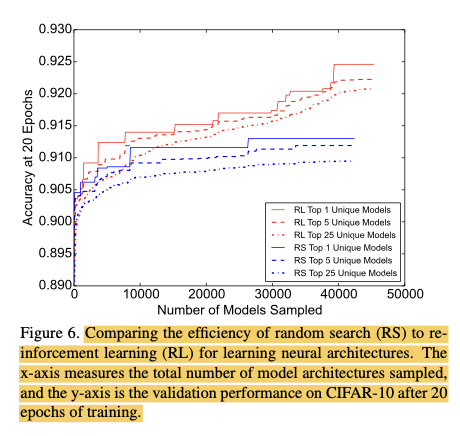 0.930
0.925
0.920
0.915
0.910
0.905
0.900
0.895
0.890
Accuracy at 20 Epochs
RL Top 1 Unique Models
RL Top 5 Unique Models
RL Top 25 Unique Models
RS Top 1 Unique Models
RS Top 5 Unique Models
RS Top 25 Unique Models
0 10000 20000 30000 40000 50000
Number of Models Sampled
Figure 6. Comparing the efficiency of random search (RS) to re-
inforcement learning (RL) for learning neural architectures. The
x-axis measures the total number of model architectures sampled,
and the y-axis is the validation performance on CIFAR-10 after 20
epochs of training.